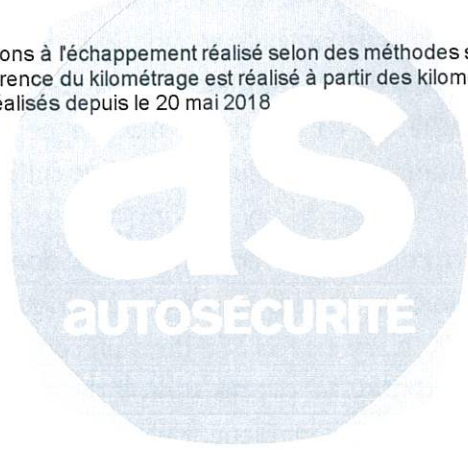 ons à l'échappement réalisé selon des méthodes s
rence du kilométrage est réalisé à partir des kilom
éalisés depuis le 20 mai 2018
as
autosécurité